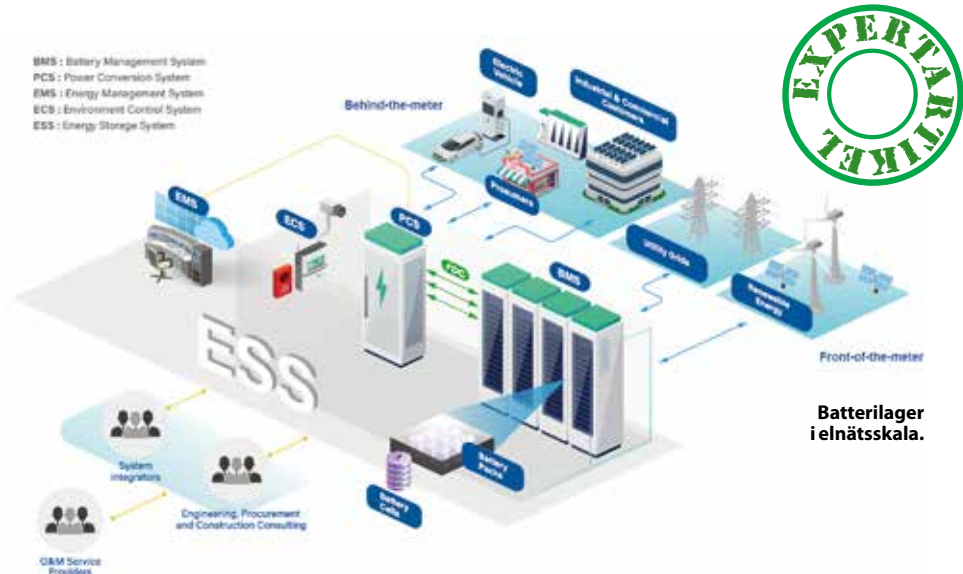 BMS : Battery Management System
PCS : Power Conversion System
EMS : Energy Management System
ECS : Environment Control System
ESS : Energy Storage System
EXPERTARTIKEL
Behind-the-meter
Electric
Vehicle
Industrial & Commercial
Customers
Prosumers
Utility Grids
Renewable
Energy
Front-of-the-meter
EMS
ECS
PCS
VDC
BMS
ESS
Battery
Packs
Battery
Cells
System
Integrators
Engineering, Procurement
and Construction Consulting
O&M Service
Providers
Batterilager
i elnätsskala.